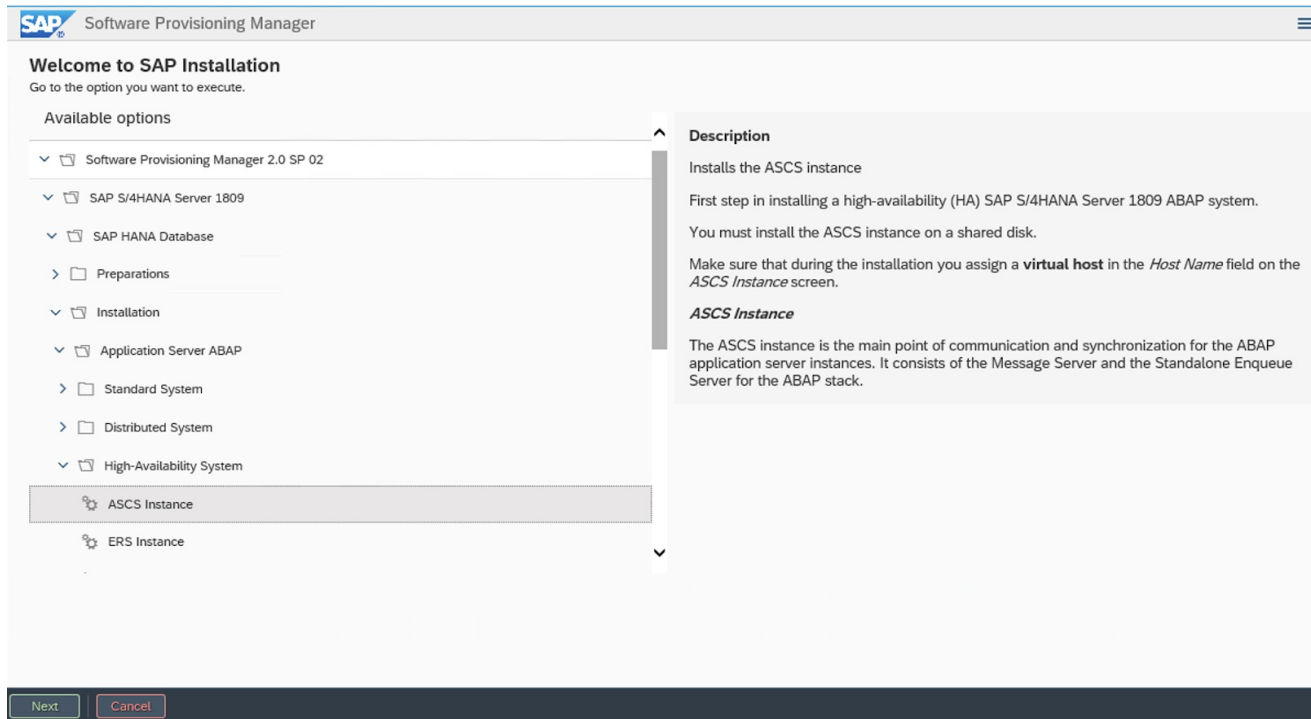 SAP Software Provisioning Manager
Welcome to SAP Installation
Go to the option you want to execute.
Available options
Software Provisioning Manager 2.0 SP 02
SAP S/4HANA Server 1809
SAP HANA Database
Preparations
Installation
Application Server ABAP
Standard System
Distributed System
High-Availability System
ASCS Instance
ERS Instance
Description
Installs the ASCS instance
First step in installing a high-availability (HA) SAP S/4HANA Server 1809 ABAP system.
You must install the ASCS instance on a shared disk.
Make sure that during the installation you assign a virtual host in the Host Name field on the
ASCS Instance screen.
ASCS Instance
The ASCS instance is the main point of communication and synchronization for the ABAP
application server instances. It consists of the Message Server and the Standalone Enqueue
Server for the ABAP stack.
Next Cancel